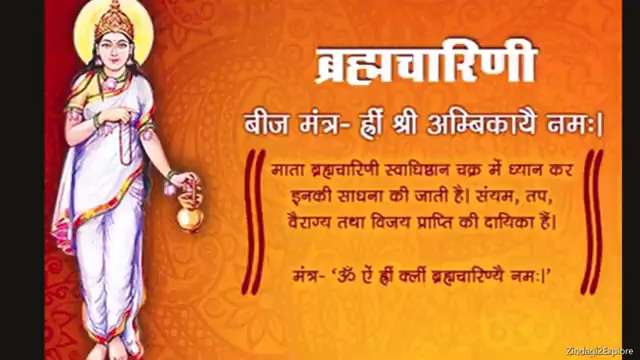 ब्रह्मचारिणी
बीज मंत्र- ह्रीं श्री अम्बिकायै नमः।
माता ब्रह्मचारिणी स्वाधिष्ठान चक्र में ध्यान कर
इनकी साधना की जाती है। संयम, तप,
वैराग्य तथा विजय प्राप्ति की दायिका हैं।
मंत्र- ‘ॐ ऐं ह्रीं क्लीं ब्रह्मचारिण्यै नमः।’
Zindagi2Explore